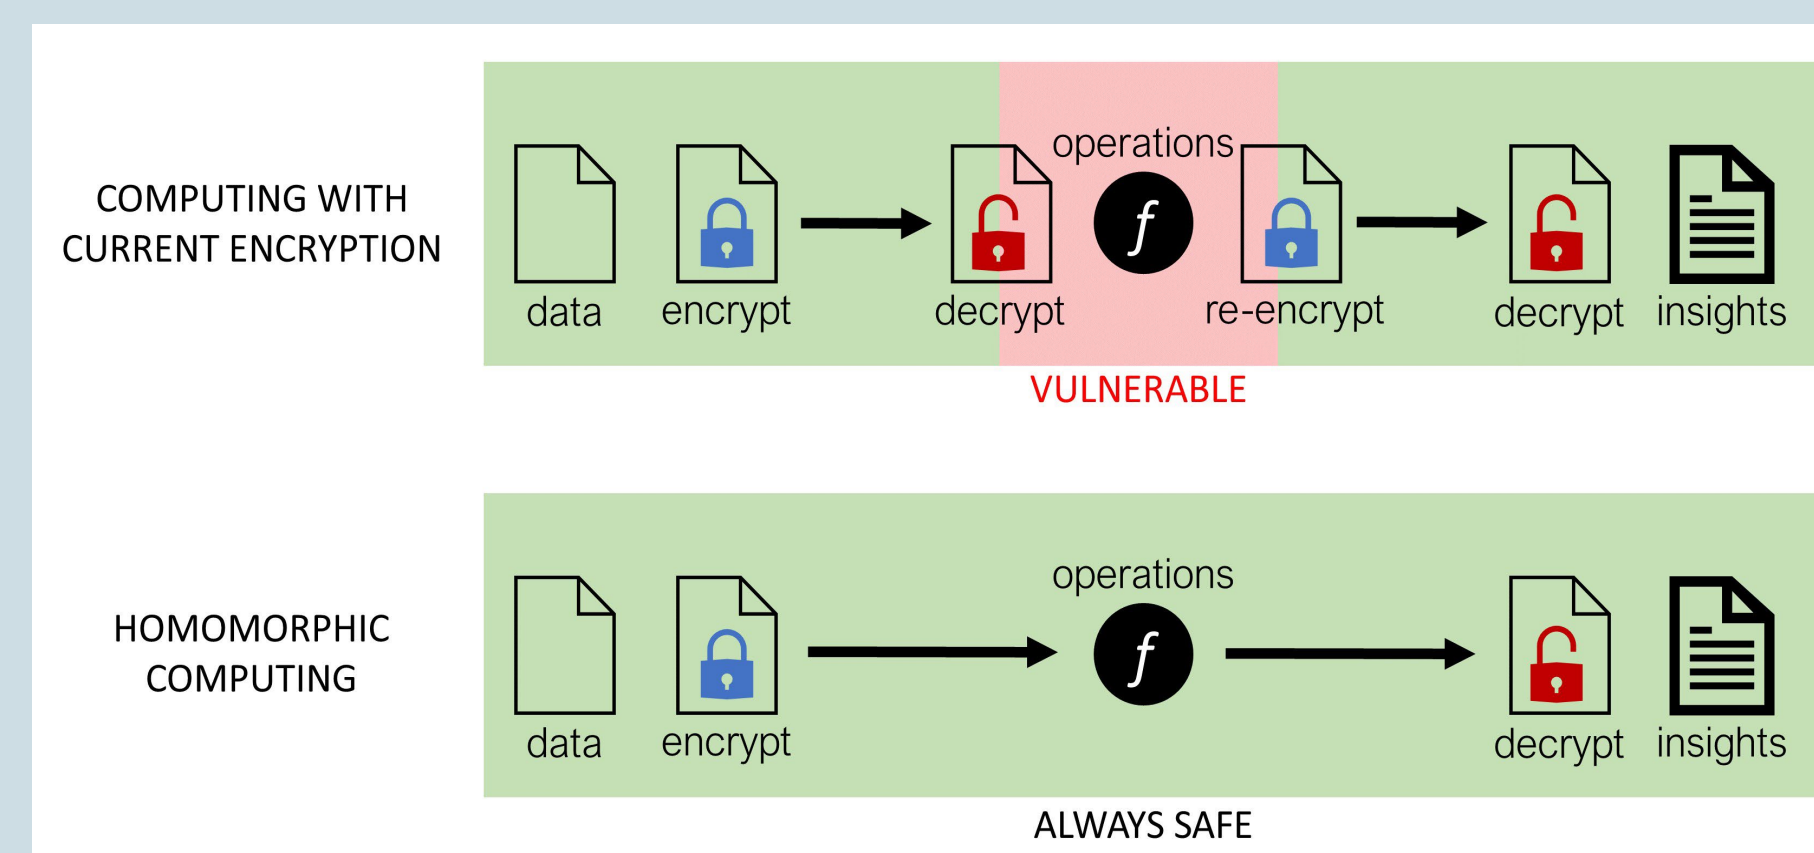 COMPUTING WITH
CURRENT ENCRYPTION
operations
f
data encrypt decrypt re-encrypt decrypt insights
VULNERABLE
HOMOMORPHIC
COMPUTING
operations
f
data encrypt decrypt insights
ALWAYS SAFE